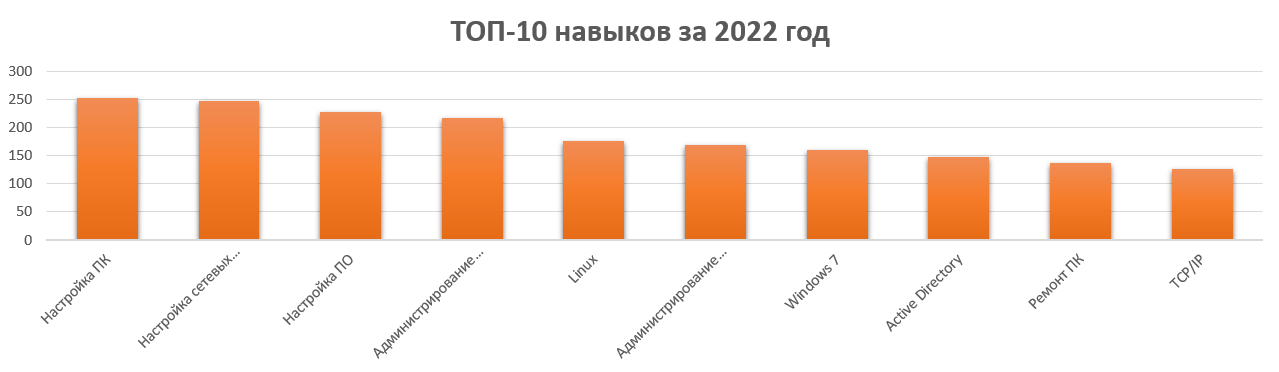 ТОП-10 навыков за 2022 год
300
250
200
150
100
50
0
Настройка ПК
Настройка сетевых...
Настройка ПО
Администрирование...
Linux
Администрирование...
Windows 7
Active Directory
Ремонт ПК
TCP/IP